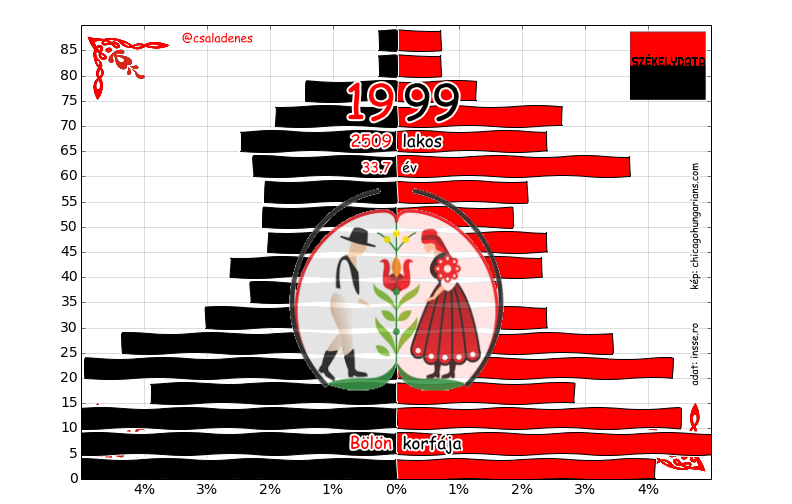 @csaladenes
SZÉKELYDATA
1999
2509 lakos
33.7 év
kép: chicagohungarians.com,
adat: insse.ro
Bölön korfája
85
80
75
70
65
60
55
50
45
40
35
30
25
20
15
10
5
0
4% 3% 2% 1% 0% 1% 2% 3% 4%